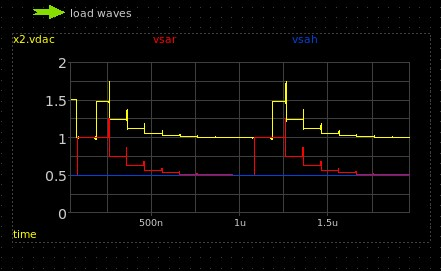 load waves
x2.vdac vsar vsah
2
1.5
1
0.5
0
500n 1u 1.5u
time